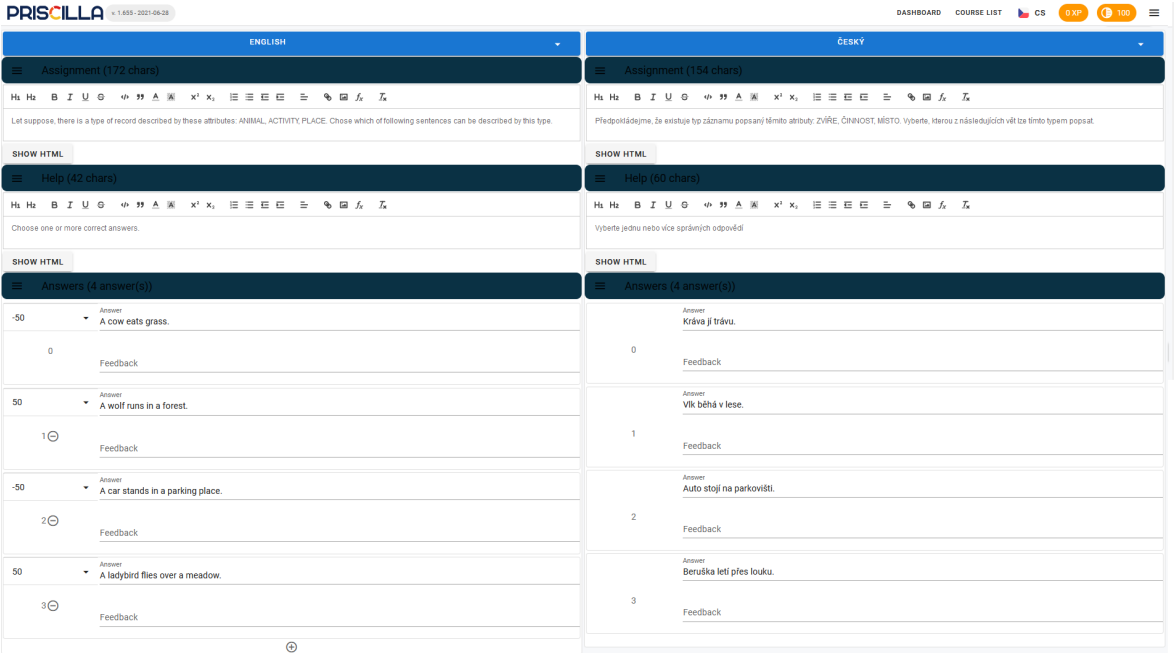 PRISCILLA v. 1.655 - 2021-06-28 DASHBOARD COURSE LIST CS 0 XP 100
ENGLISH
Assignment (172 chars)
Let suppose, there is a type of record described by these attributes: ANIMAL, ACTIVITY, PLACE. Chose which of following sentences can be described by this type.
SHOW HTML
Help (42 chars)
Choose one or more correct answers.
SHOW HTML
Answers (4 answer(s))
-50
Answer
A cow eats grass.
0
Feedback
50
Answer
A wolf runs in a forest.
1
Feedback
-50
Answer
A car stands in a parking place.
2
Feedback
50
Answer
A ladybird flies over a meadow.
3
Feedback
ČESKÝ
Assignment (154 chars)
Předpokládejme, že existuje typ záznamu popsaný těmito atributy: ZVÍŘE, ČINNOST, MÍSTO. Vyberte, kterou z následujících vět lze tímto typem popsat.
SHOW HTML
Help (60 chars)
Vyberte jednu nebo více správných odpovědí
SHOW HTML
Answers (4 answer(s))
Answer
Kráva jí trávu.
0
Feedback
Answer
Vlk běhá v lese.
1
Feedback
Answer
Auto stojí na parkovišti.
2
Feedback
Answer
Beruška letí přes louku.
3
Feedback